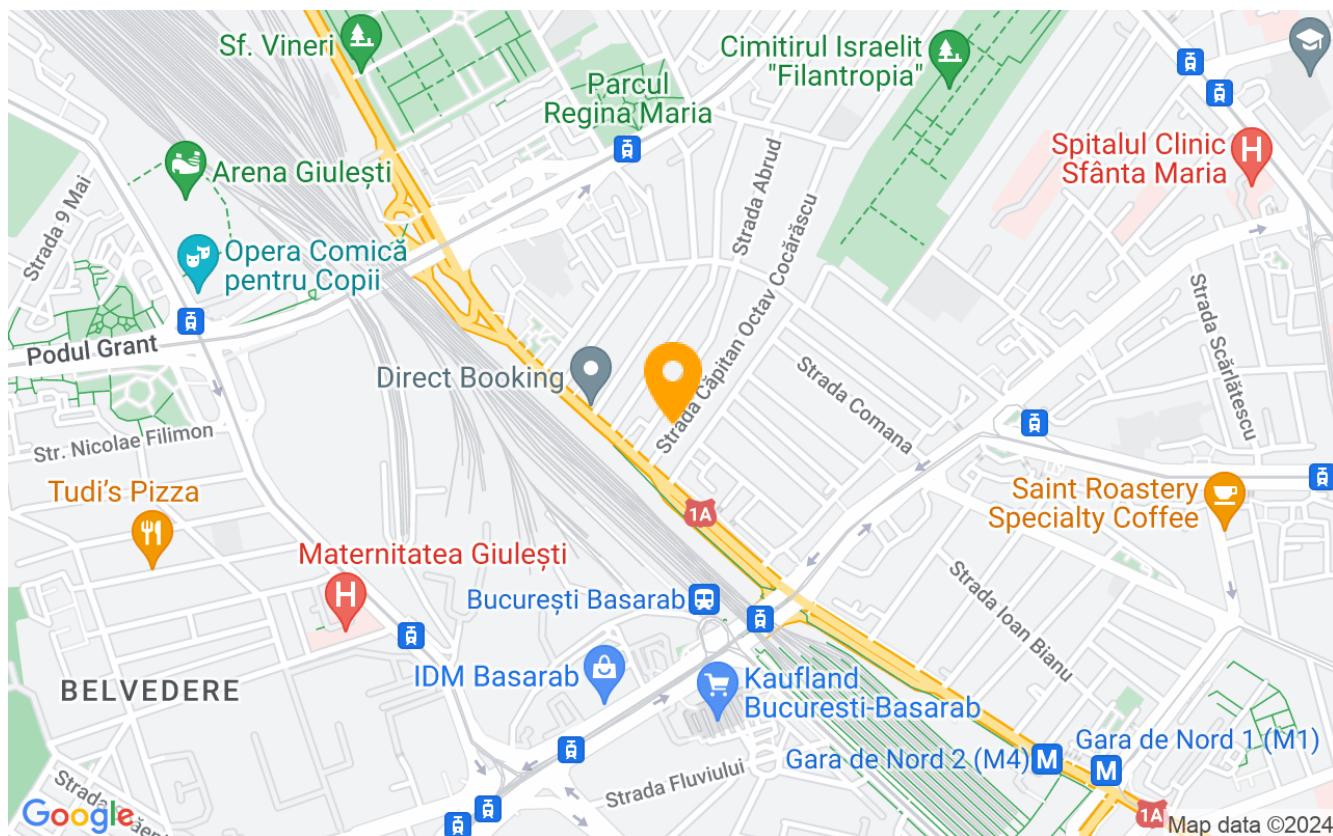 Sf. Vineri
Cimitirul Israelit
"Filantropia"
Parcul
Regina Maria
Spitalul Clinic
Sfânta Maria
H
Arena Giulești
Strada 9 Mai
Strada Abrud
Opera Comică
pentru Copii
Strada Căpitan Octav Cocărăscu
Strada Scărlătescu
Podul Grant
Direct Booking
Strada Comana
Str. Nicolae Filimon
Tudi's Pizza
Saint Roastery
Specialty Coffee
1A
Maternitatea Giulești
H
București Basarab
Strada Ioan Bianu
IDM Basarab
Kaufland
Bucuresti-Basarab
BELVEDERE
Gara de Nord 1 (M1)
Gara de Nord 2 (M4)
M
M
Strada Fluviului
Strada
Google
1A
Map data ©2024